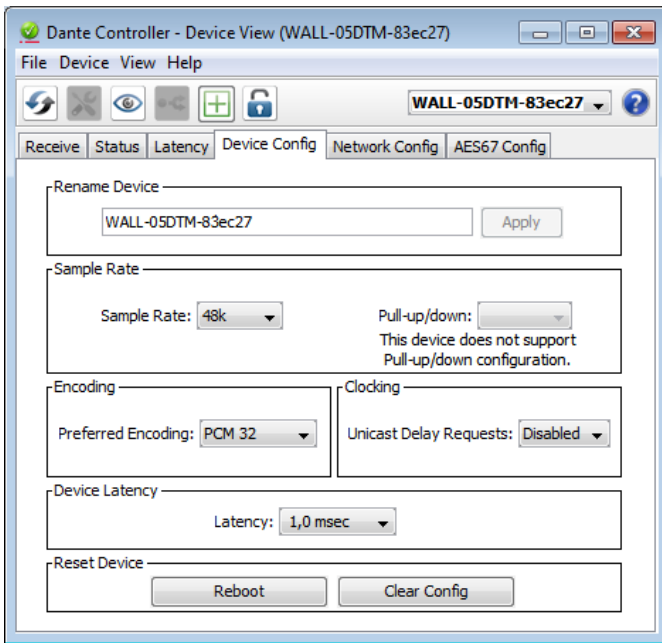 Dante Controller - Device View (WALL-05DTM-83ec27)
File Device View Help
WALL-05DTM-83ec27
?
Receive Status Latency Device Config Network Config AES67 Config
Rename Device
WALL-05DTM-83ec27 Apply
Sample Rate
Sample Rate: 48k Pull-up/down:
This device does not support
Pull-up/down configuration.
Encoding Clocking
Preferred Encoding: PCM 32 Unicast Delay Requests: Disabled
Device Latency
Latency: 1,0 msec
Reset Device
Reboot Clear Config